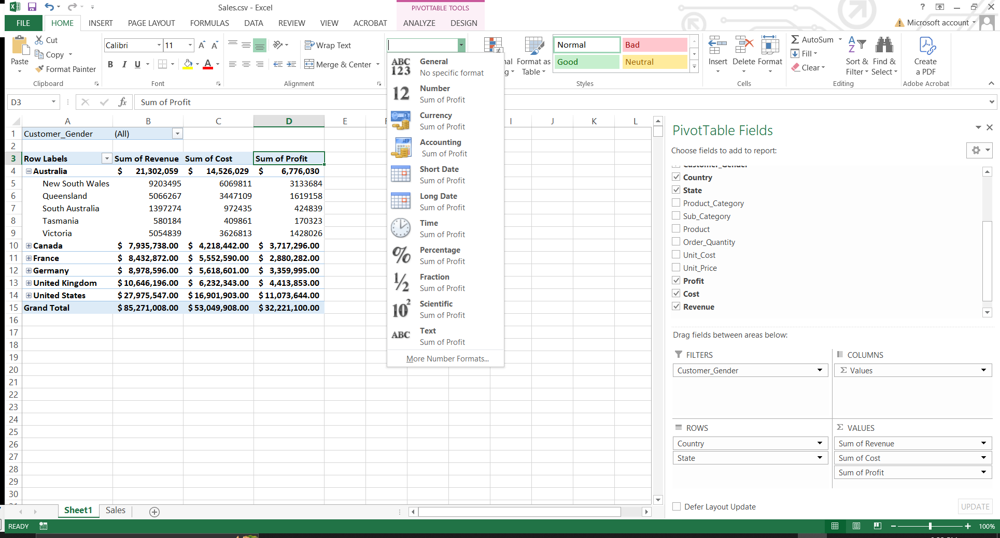 Sales.csv - Excel
PIVOTTABLE TOOLS
FILE HOME INSERT PAGE LAYOUT FORMULAS DATA REVIEW VIEW ACROBAT ANALYZE DESIGN
Microsoft account
Paste
Cut
Copy
Format Painter
Clipboard
Calibri 11
B I U
Font
Wrap Text
Merge & Center
Alignment
Format as
Table
Normal Bad
Good Neutral
Styles
Insert Delete Format
Cells
AutoSum
Fill
Clear
Sort &
Filter
Find &
Select
Editing
Create
a PDF
Adobe Acrobat
D3 fx Sum of Profit
A B C D E I J K L
1 Customer_Gender (All)
2
3 Row Labels Sum of Revenue Sum of Cost Sum of Profit
4 Australia $ 21,302,059 $ 14,526,029 $ 6,776,030
5 New South Wales 9203495 6069811 3133684
6 Queensland 5066267 3447109 1619158
7 South Australia 1397274 972435 424839
8 Tasmania 580184 409861 170323
9 Victoria 5054839 3626813 1428026
10 Canada $ 7,935,738.00 $ 4,218,442.00 $ 3,717,296.00
11 France $ 8,432,872.00 $ 5,552,590.00 $ 2,880,282.00
12 Germany $ 8,978,596.00 $ 5,618,601.00 $ 3,359,995.00
13 United Kingdom $ 10,646,196.00 $ 6,232,343.00 $ 4,413,853.00
14 United States $ 27,975,547.00 $ 16,901,903.00 $ 11,073,644.00
15 Grand Total $ 85,271,008.00 $ 53,049,908.00 $ 32,221,100.00
16
17
18
19
20
21
22
23
24
25
26
27
28
29
30
ABC
123
General
No specific format
12
Number
Sum of Profit
Currency
Sum of Profit
Accounting
Sum of Profit
Short Date
Sum of Profit
Long Date
Sum of Profit
Time
Sum of Profit
%
Percentage
Sum of Profit
½
Fraction
Sum of Profit
10²
Scientific
Sum of Profit
ABC
Text
Sum of Profit
More Number Formats...
PivotTable Fields
Choose fields to add to report:
Customer_Gender
Country
State
Product_Category
Sub_Category
Product
Order_Quantity
Unit_Cost
Unit_Price
Profit
Cost
Revenue
Drag fields between areas below:
FILTERS
Customer_Gender
COLUMNS
Σ Values
ROWS
Country
State
Σ VALUES
Sum of Revenue
Sum of Cost
Sum of Profit
Defer Layout Update UPDATE
Sheet1 Sales
READY 100%